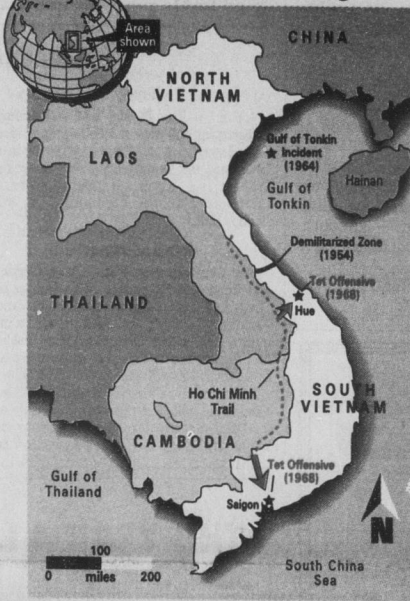 Area
shown
CHINA
NORTH
VIETNAM
LAOS
Gulf of Tonkin
Incident
(1964)
Hainan
Gulf of
Tonkin
Demilitarized Zone
(1954)
Tet Offensive
(1968)
Hue
THAILAND
Ho Chi Minh
Trail
SOUTH
VIETNAM
CAMBODIA
Tet Offensive
(1968)
Gulf of
Thailand
Saigon
N
100
0 miles 200
South China
Sea